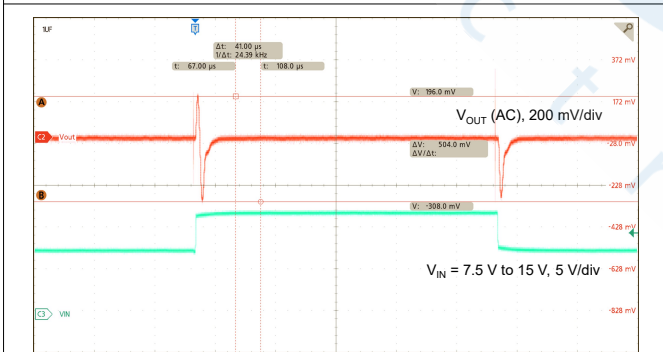 1UF
T
Δt: 41.00 µs
1/Δt: 24.39 kHz
t: 67.00 µs
t: 108.0 µs
372 mV
A
V: 196.0 mV
172 mV
VOUT (AC), 200 mV/div
C2 Vout
-28.0 mV
ΔV: 504.0 mV
ΔV/Δt:
-228 mV
B
V: -308.0 mV
-428 mV
VIN = 7.5 V to 15 V, 5 V/div
-628 mV
C3 VIN
-828 mV